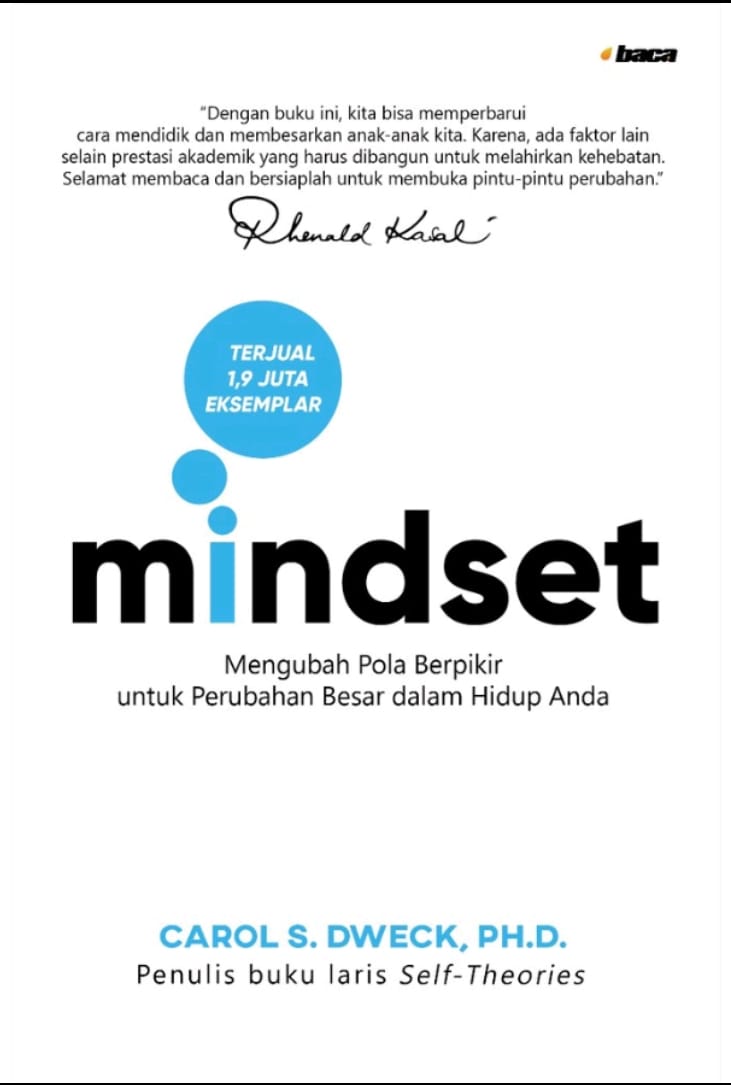 baca
“Dengan buku ini, kita bisa memperbarui
cara mendidik dan membesarkan anak-anak kita. Karena, ada faktor lain
selain prestasi akademik yang harus dibangun untuk melahirkan kehebatan.
Selamat membaca dan bersiaplah untuk membuka pintu-pintu perubahan.”
Rhenald Kasali
TERJUAL
1,9 JUTA
EKSEMPLAR
mindset
Mengubah Pola Berpikir
untuk Perubahan Besar dalam Hidup Anda
CAROL S. DWECK, PH.D.
Penulis buku laris Self-Theories